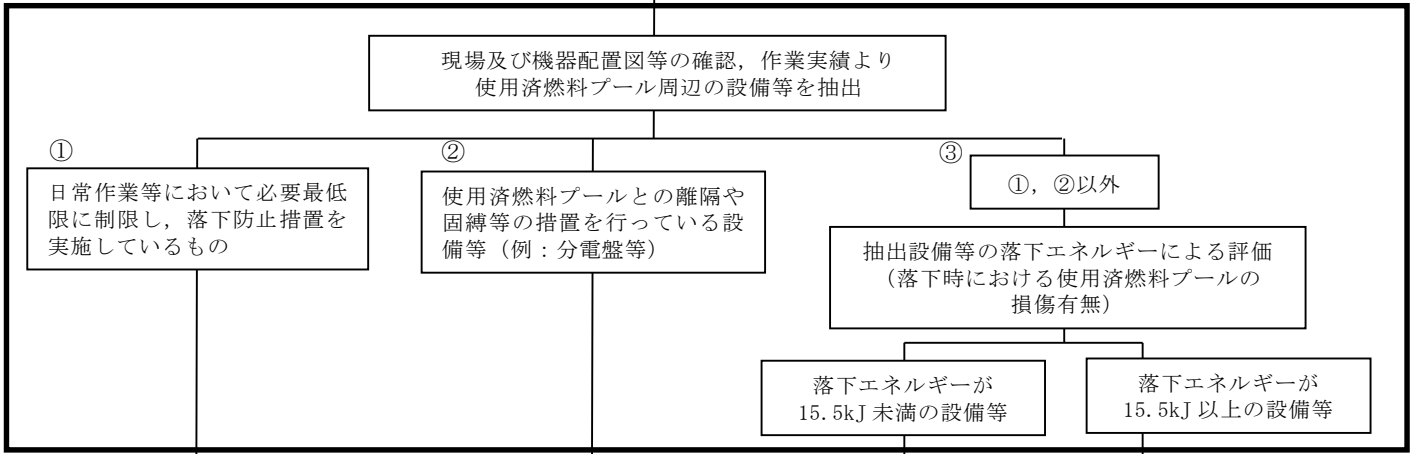 現場及び機器配置図等の確認，作業実績より
使用済燃料プール周辺の設備等を抽出
①
日常作業等において必要最低
限に制限し，落下防止措置を
実施しているもの
②
使用済燃料プールとの離隔や
固縛等の措置を行っている設
備等（例：分電盤等）
③
①，②以外
抽出設備等の落下エネルギーによる評価
（落下時における使用済燃料プールの
損傷有無）
落下エネルギーが
15.5kJ 未満の設備等
落下エネルギーが
15.5kJ 以上の設備等